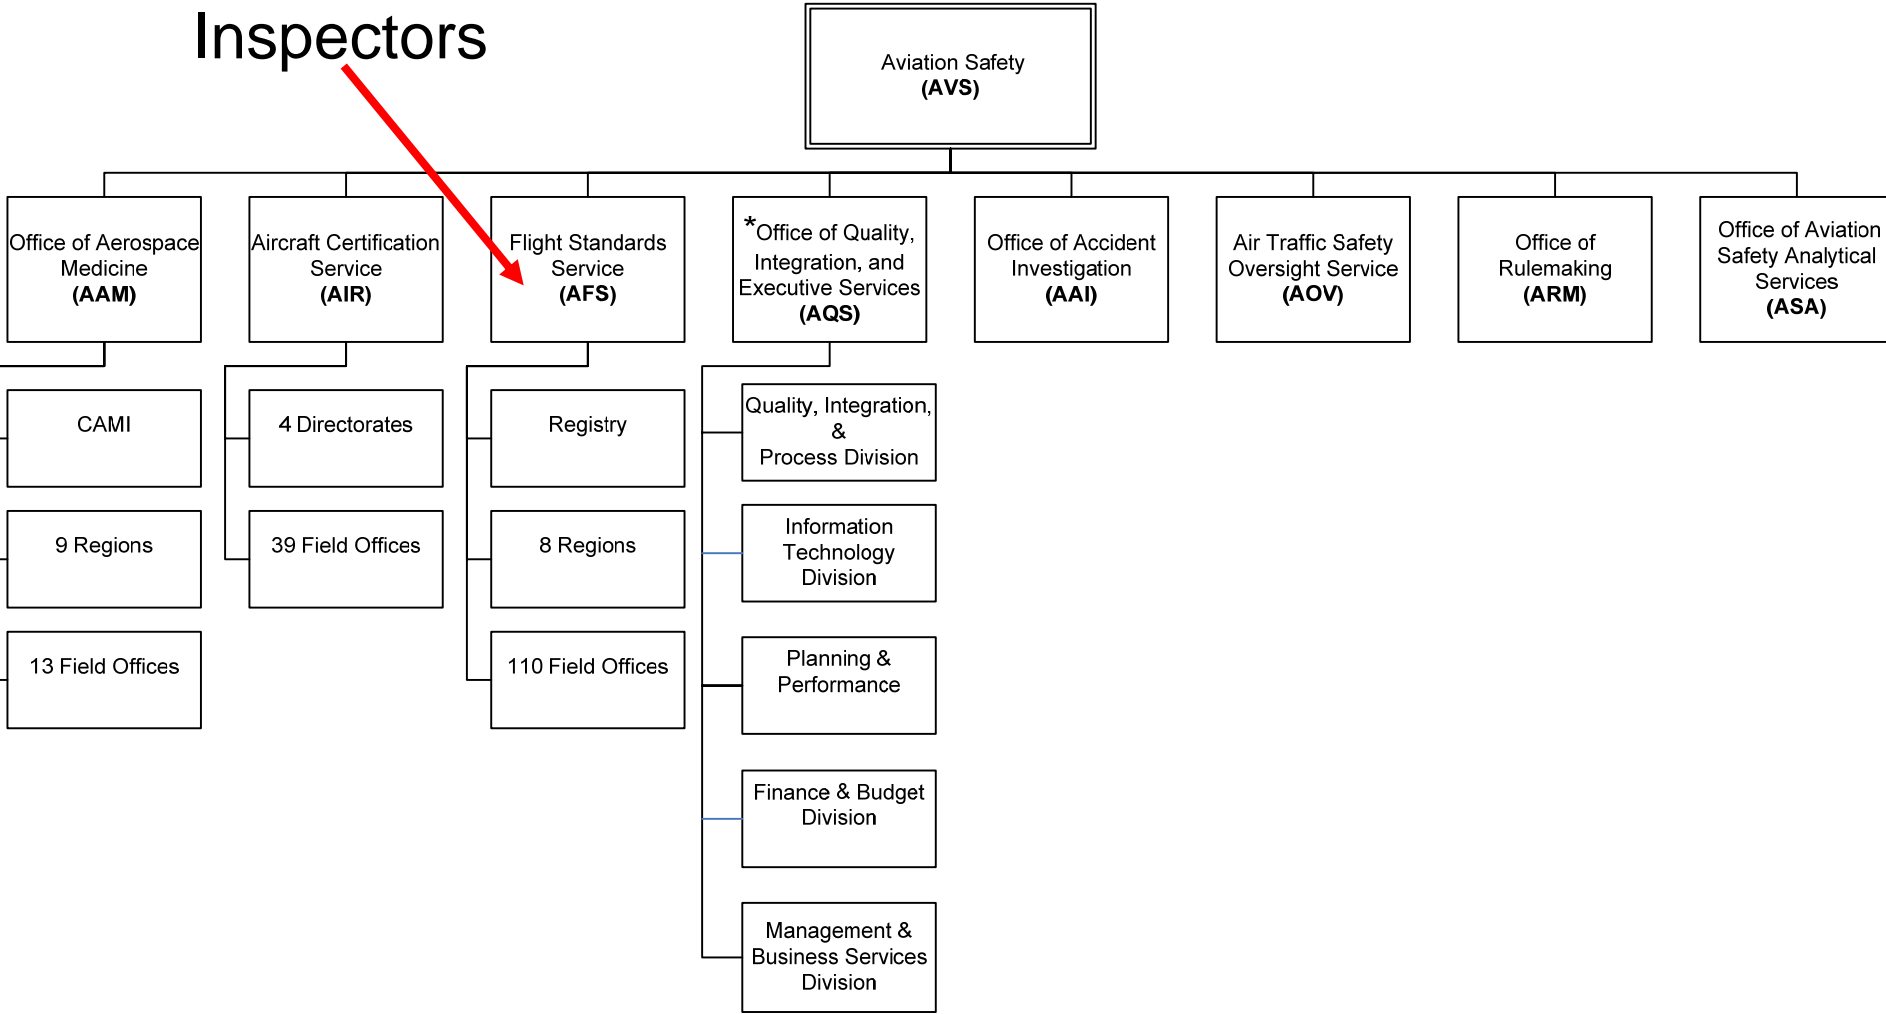 Inspectors
Aviation Safety
(AVS)
Office of Aerospace
Medicine
(AAM)
Aircraft Certification
Service
(AIR)
Flight Standards
Service
(AFS)
*Office of Quality,
Integration, and
Executive Services
(AQS)
Office of Accident
Investigation
(AAI)
Air Traffic Safety
Oversight Service
(AOV)
Office of
Rulemaking
(ARM)
Office of Aviation
Safety Analytical
Services
(ASA)
CAMI
9 Regions
13 Field Offices
4 Directorates
39 Field Offices
Registry
8 Regions
110 Field Offices
Quality, Integration,
&
Process Division
Information
Technology
Division
Planning &
Performance
Finance & Budget
Division
Management &
Business Services
Division